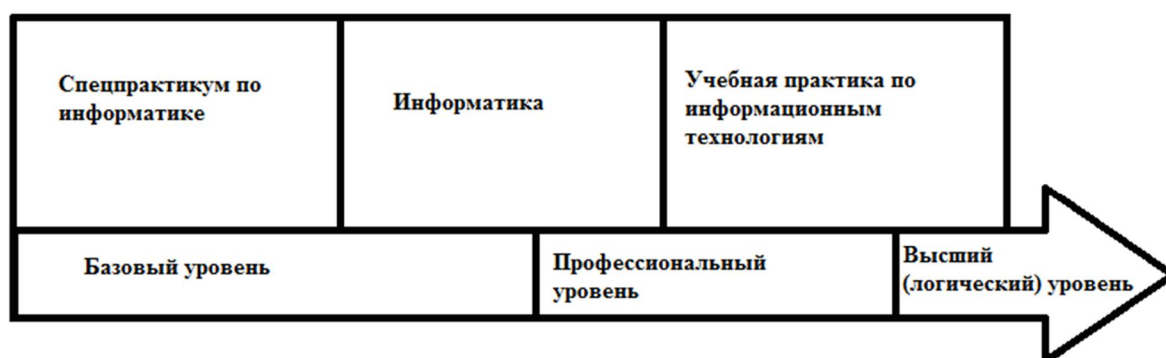 Спецпрактикум по
информатике
Информатика
Учебная практика по
информационным
технологиям
Базовый уровень
Профессиональный
уровень
Высший
(логический) уровень